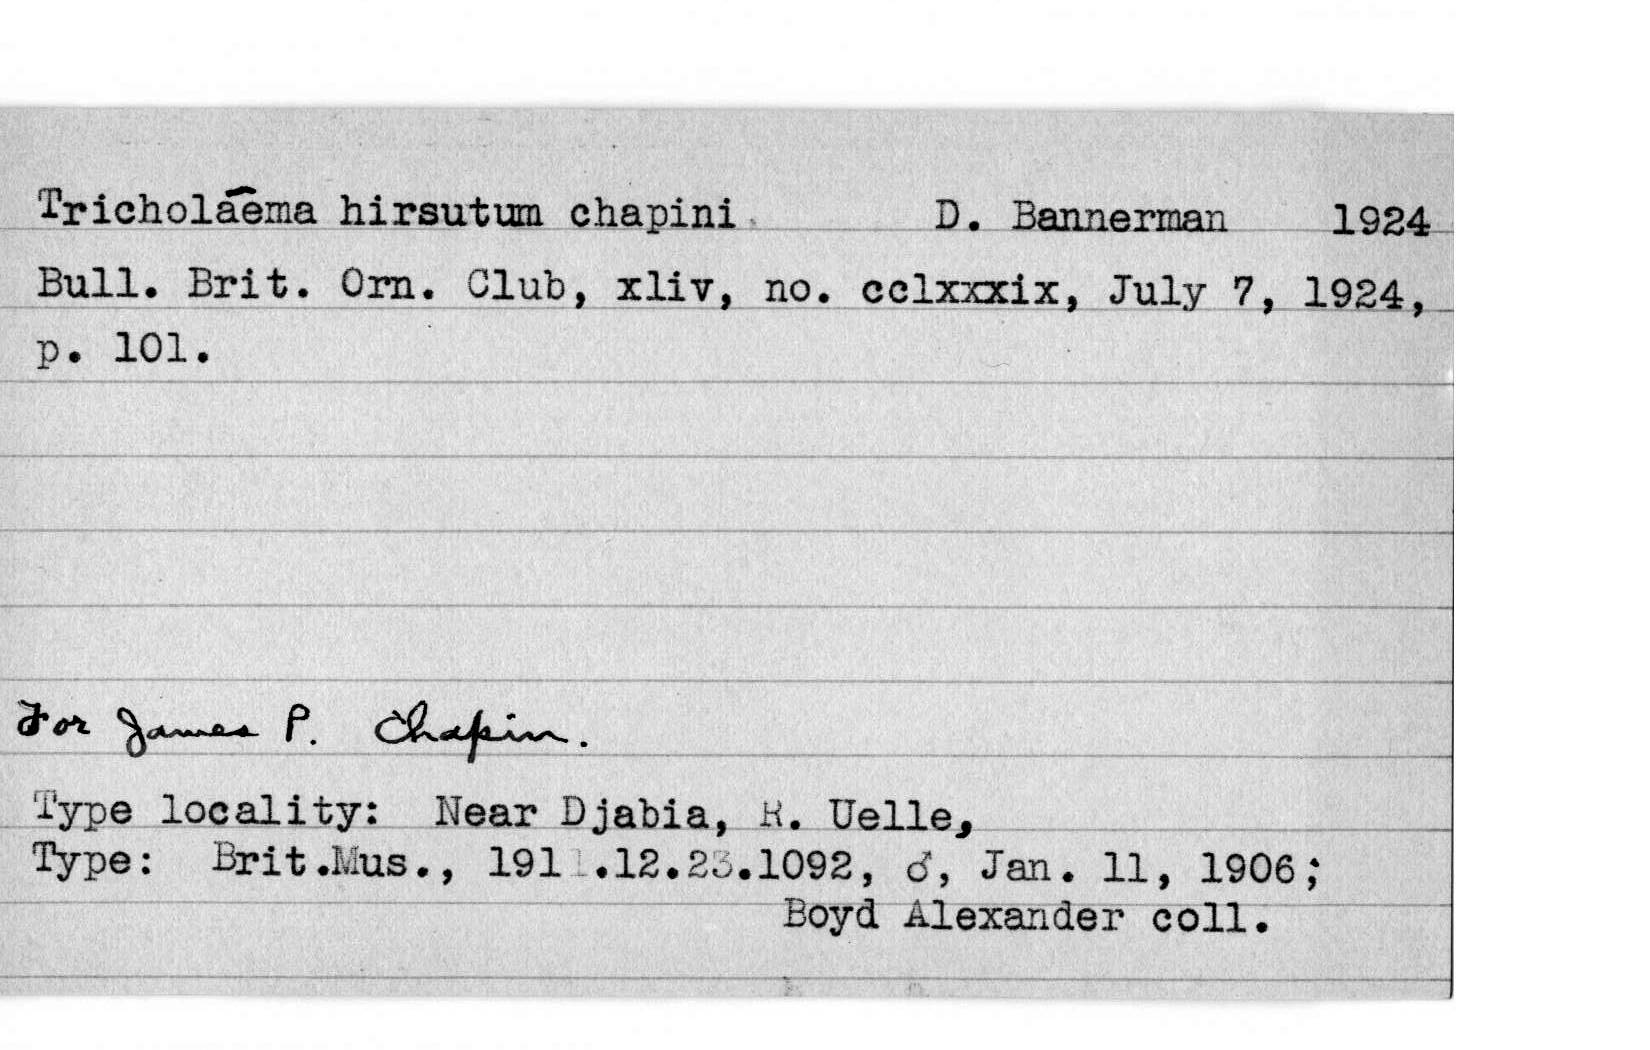 Tricholaema hirsutum chapini D. Bannerman 1924
Bull. Brit. Orn. Club, xliv, no. cclxxxix, July 7, 1924,
p. 101.
For James P. Chapin.
Type locality: Near Djabia, R. Uelle,
Type: Brit.Mus., 1911.12.23.1092, ♂, Jan. 11, 1906;
Boyd Alexander coll.